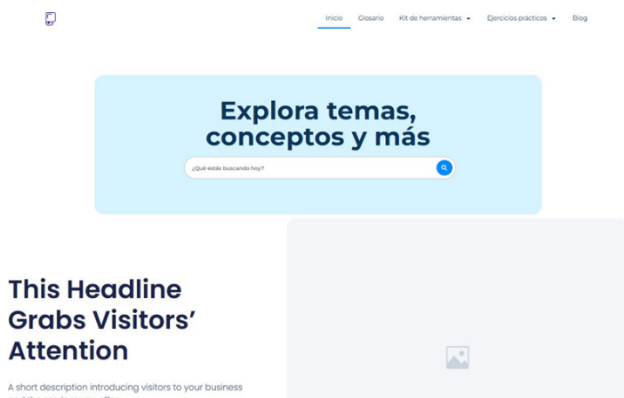 Inicio Glosario Kit de herramientas Ejercicios prácticos Blog
Explora temas,
conceptos y más
¿Qué estás buscando hoy?
This Headline
Grabs Visitors’
Attention
A short description introducing visitors to your business